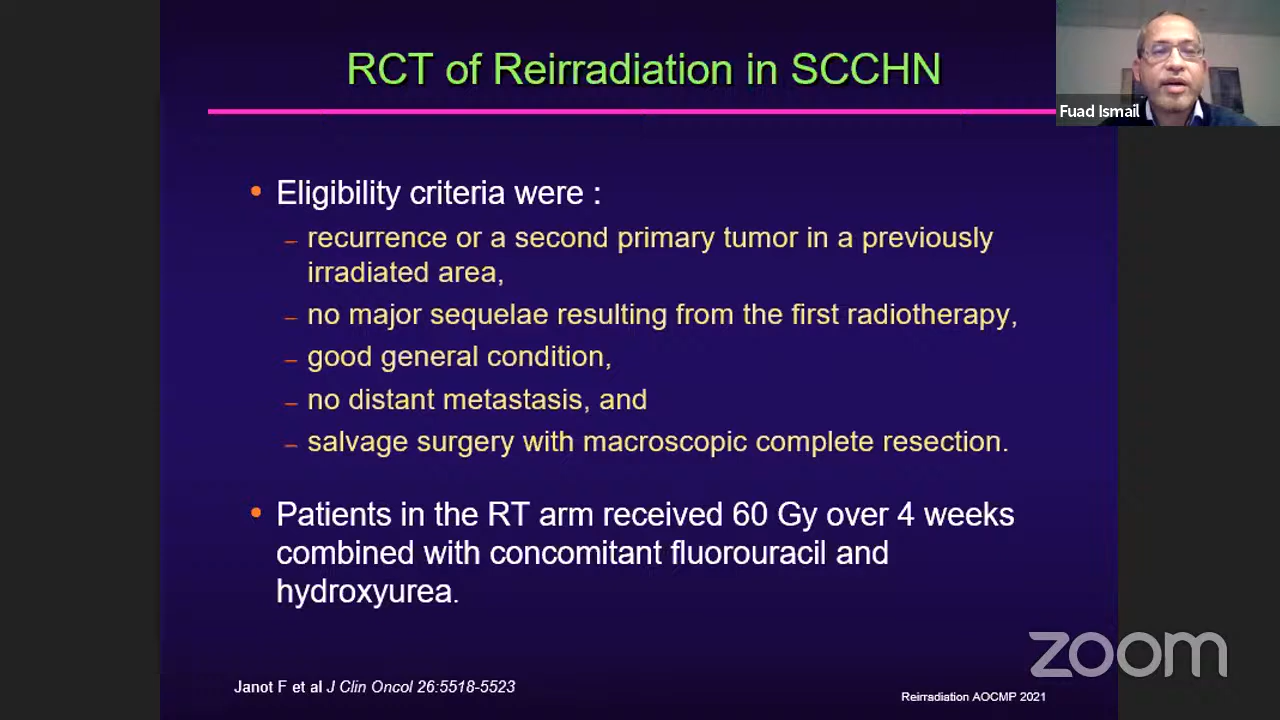 RCT of Reirradiation in SCCHN
Fuad Ismail
• Eligibility criteria were :
– recurrence or a second primary tumor in a previously
irradiated area,
– no major sequelae resulting from the first radiotherapy,
– good general condition,
– no distant metastasis, and
– salvage surgery with macroscopic complete resection.
• Patients in the RT arm received 60 Gy over 4 weeks
combined with concomitant fluorouracil and
hydroxyurea.
zoom
Janot F et al J Clin Oncol 26:5518-5523
Reirradiation AOCMP 2021